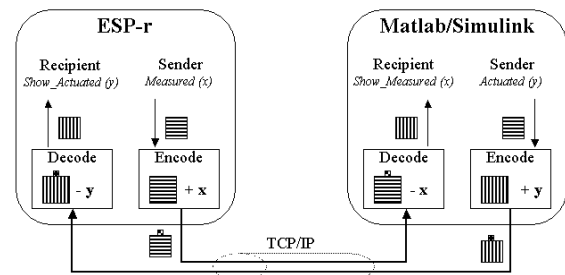 ESP-r
Recipient
Show_Actuated (y)
Sender
Measured (x)
Decode
- y
Encode
+ x
Matlab/Simulink
Recipient
Show_Measured (x)
Sender
Actuated (y)
Decode
- x
Encode
+ y
TCP/IP